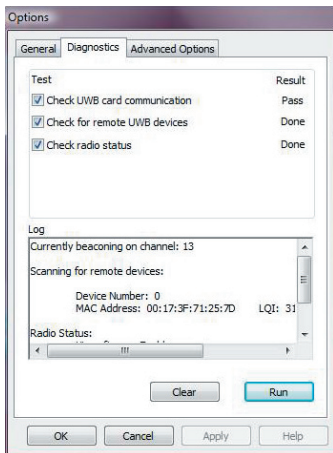 Options
General Diagnostics Advanced Options
Test Result
Check UWB card communication Pass
Check for remote UWB devices Done
Check radio status Done
Log
Currently beaconing on channel: 13
Scanning for remote devices:
Device Number: 0
MAC Address: 00:17:3F:71:25:7D LQI: 31
Radio Status:
Clear Run
OK Cancel Apply Help